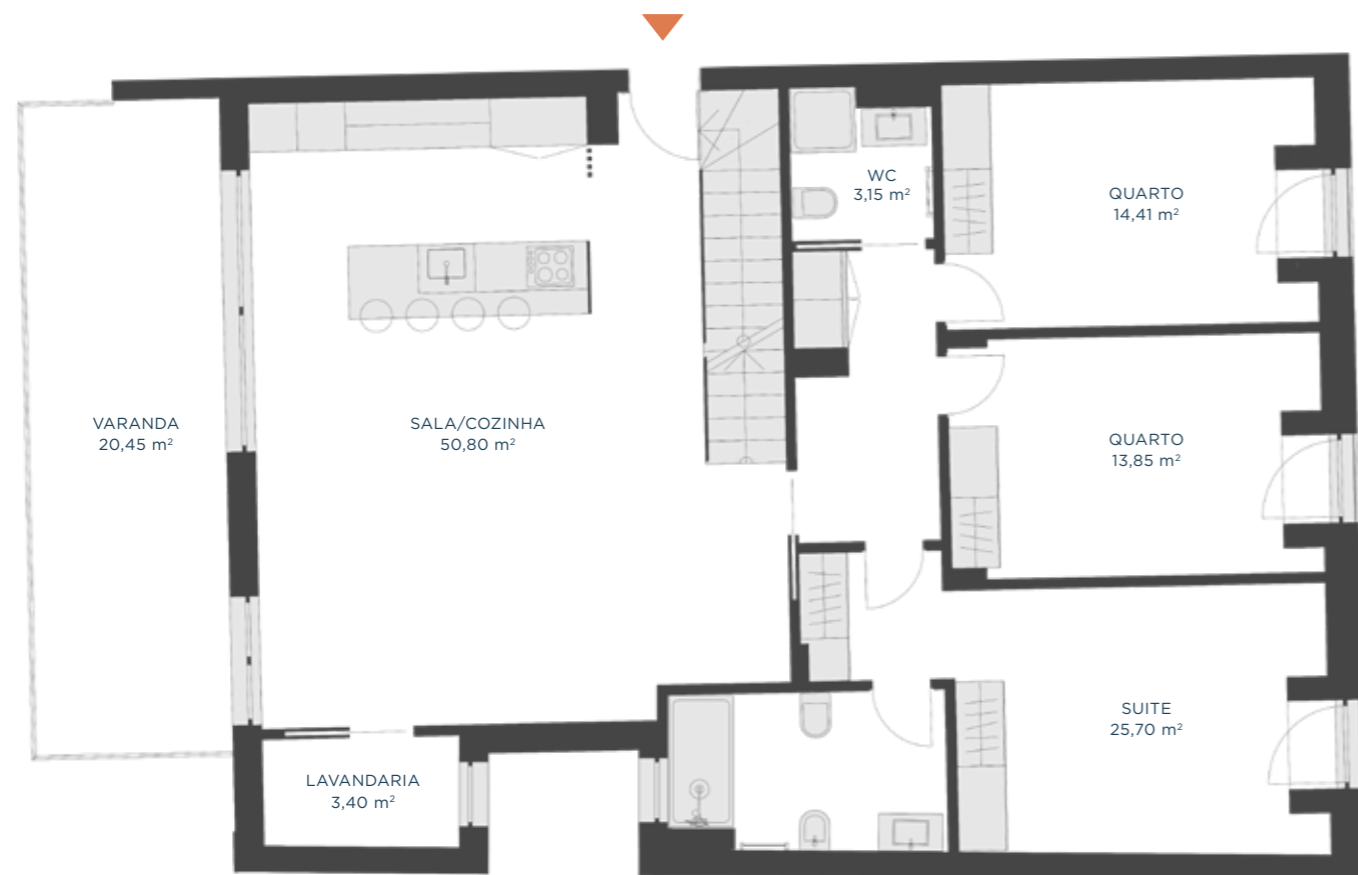 WC
3,15 m²
QUARTO
14,41 m²
VARANDA
20,45 m²
SALA/COZINHA
50,80 m²
QUARTO
13,85 m²
SUITE
25,70 m²
LAVANDARIA
3,40 m²